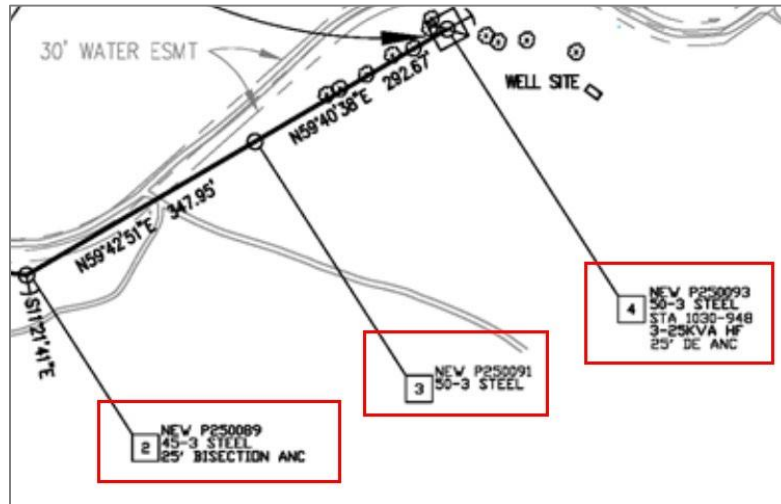 30' WATER ESMT
N59°40'38"E 292.67'
WELL SITE
N59°42'51"E 347.95'
S11°21'41"E
4
NEW P250093
50-3 STEEL
STA 1030-948
3-25KVA HF
25' DE ANC
3
NEW P250091
50-3 STEEL
2
NEW P250089
45-3 STEEL
25' BISECTION ANC